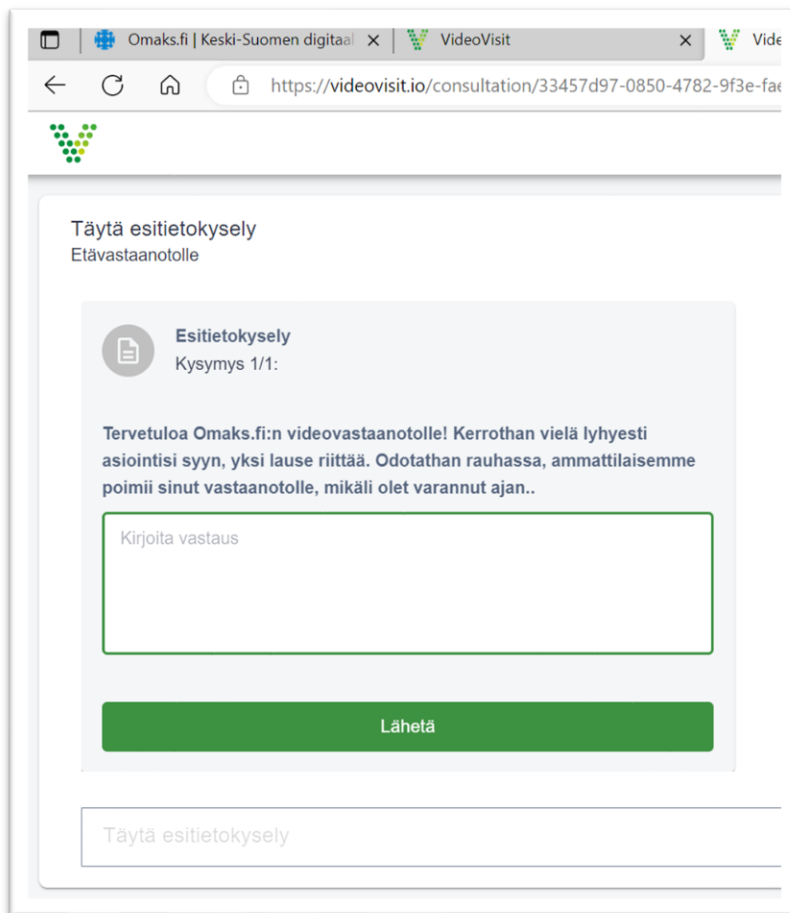 Omaks.fi | Keski-Suomen digitaal
VideoVisit
Vide
https://videovisit.io/consultation/33457d97-0850-4782-9f3e-fae
Täytä esitietokysely
Etävastaanotolle
Esitietokysely
Kysymys 1/1:
Tervetuloa Omaks.fi:n videovastaanotolle! Kerrothan vielä lyhyesti
asiointisi syyn, yksi lause riittää. Odotathan rauhassa, ammattilaisemme
poimii sinut vastaanotolle, mikäli olet varannut ajan..
Kirjoita vastaus
Lähetä
Täytä esitietokysely